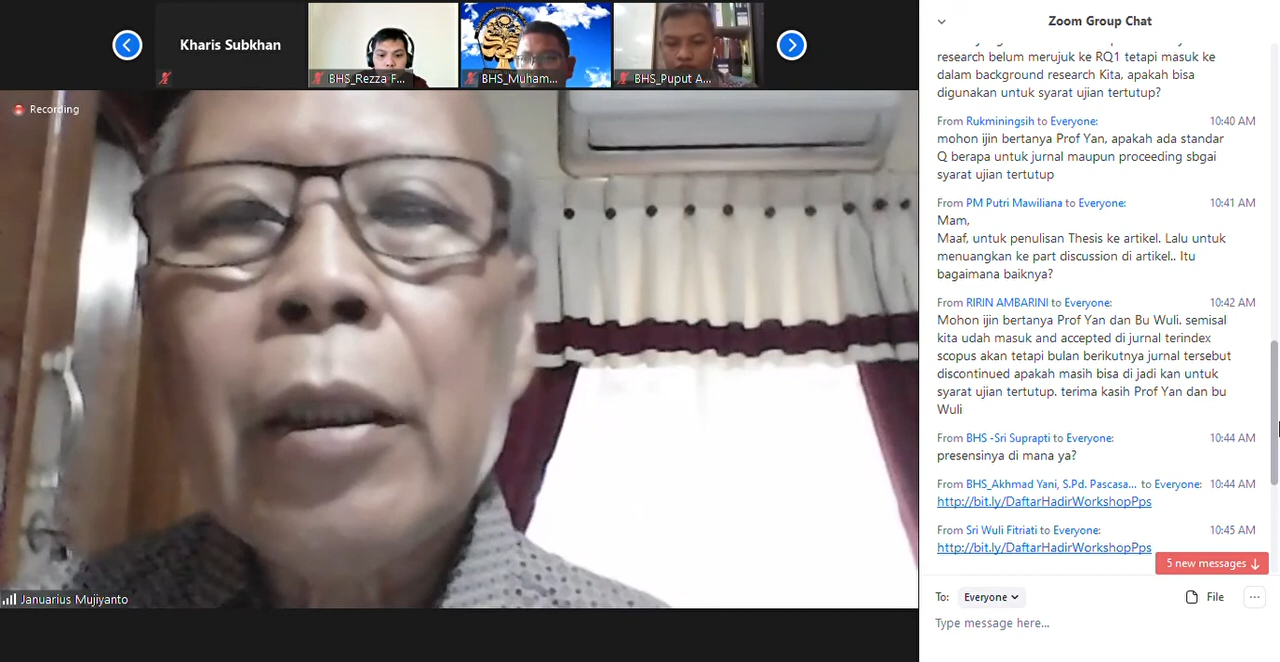 Kharis Subkhan
BHS_Rezza F...
BHS_Muham...
BHS_Puput A...
Recording
Januarius Mujiyanto
Zoom Group Chat
research belum merujuk ke RQ1 tetapi masuk ke
dalam background research Kita, apakah bisa
digunakan untuk syarat ujian tertutup?
From Rukminingsih to Everyone: 10:40 AM
mohon ijin bertanya Prof Yan, apakah ada standar
Q berapa untuk jurnal maupun proceeding sbgai
syarat ujian tertutup
From PM Putri Mawiliana to Everyone: 10:41 AM
Mam,
Maaf, untuk penulisan Thesis ke artikel. Lalu untuk
menuangkan ke part discussion di artikel.. Itu
bagaimana baiknya?
From RIRIN AMBARINI to Everyone: 10:42 AM
Mohon ijin bertanya Prof Yan dan Bu Wuli. semisal
kita udah masuk and accepted di jurnal terindex
scopus akan tetapi bulan berikutnya jurnal tersebut
discontinued apakah masih bisa di jadi kan untuk
syarat ujian tertutup. terima kasih Prof Yan dan bu
Wuli
From BHS -Sri Suprapti to Everyone: 10:44 AM
presensinya di mana ya?
From BHS_Akhmad Yani, S.Pd. Pascasa... to Everyone: 10:44 AM
http://bit.ly/DaftarHadirWorkshopPps
From Sri Wuli Fitriati to Everyone: 10:45 AM
http://bit.ly/DaftarHadirWorkshopPps
5 new messages
To: Everyone File ...
Type message here...